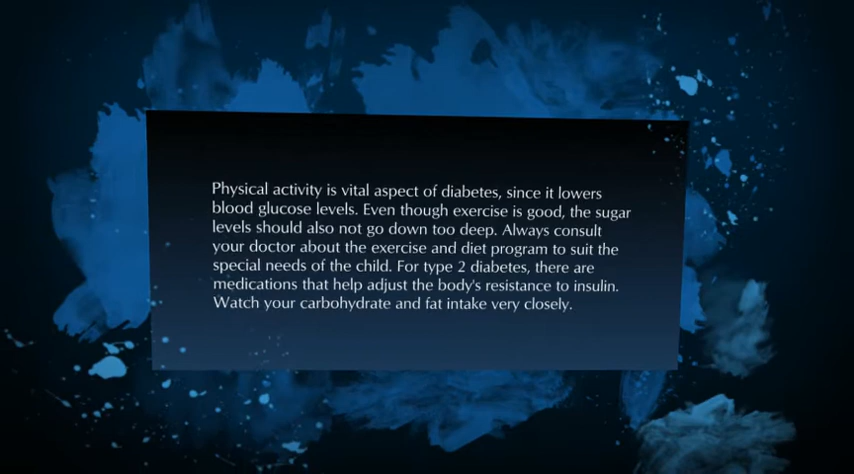 Physical activity is vital aspect of diabetes, since it lowers
blood glucose levels. Even though exercise is good, the sugar
levels should also not go down too deep. Always consult
your doctor about the exercise and diet program to suit the
special needs of the child. For type 2 diabetes, there are
medications that help adjust the body's resistance to insulin.
Watch your carbohydrate and fat intake very closely.